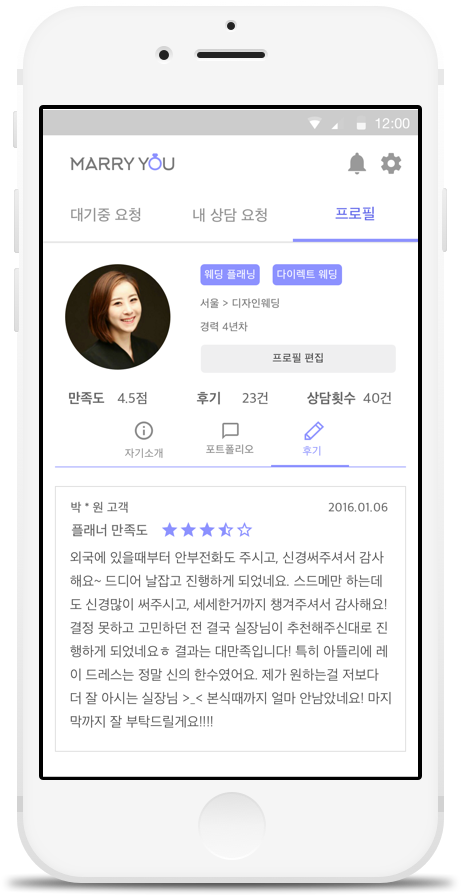 12:00
MARRY YOU
대기중 요청 내 상담 요청 프로필
웨딩 플래닝 다이렉트 웨딩
서울 > 디자인웨딩
경력 4년차
프로필 편집
만족도 4.5점 후기 23건 상담횟수 40건
자기소개 포트폴리오 후기
박 * 원 고객 2016.01.06
플래너 만족도
외국에 있을때부터 안부전화도 주시고, 신경써주셔서 감사
해요~ 드디어 날잡고 진행하게 되었네요. 스드메만 하는데
도 신경많이 써주시고, 세세한거까지 챙겨주셔서 감사해요!
결정 못하고 고민하던 전 결국 실장님이 추천해주신대로 진
행하게 되었네요ㅎ 결과는 대만족입니다! 특히 아뜰리에 레
이 드레스는 정말 신의 한수였어요. 제가 원하는걸 저보다
더 잘 아시는 실장님 >_< 본식때까지 얼마 안남았네요! 마지
막까지 잘 부탁드릴게요!!!!